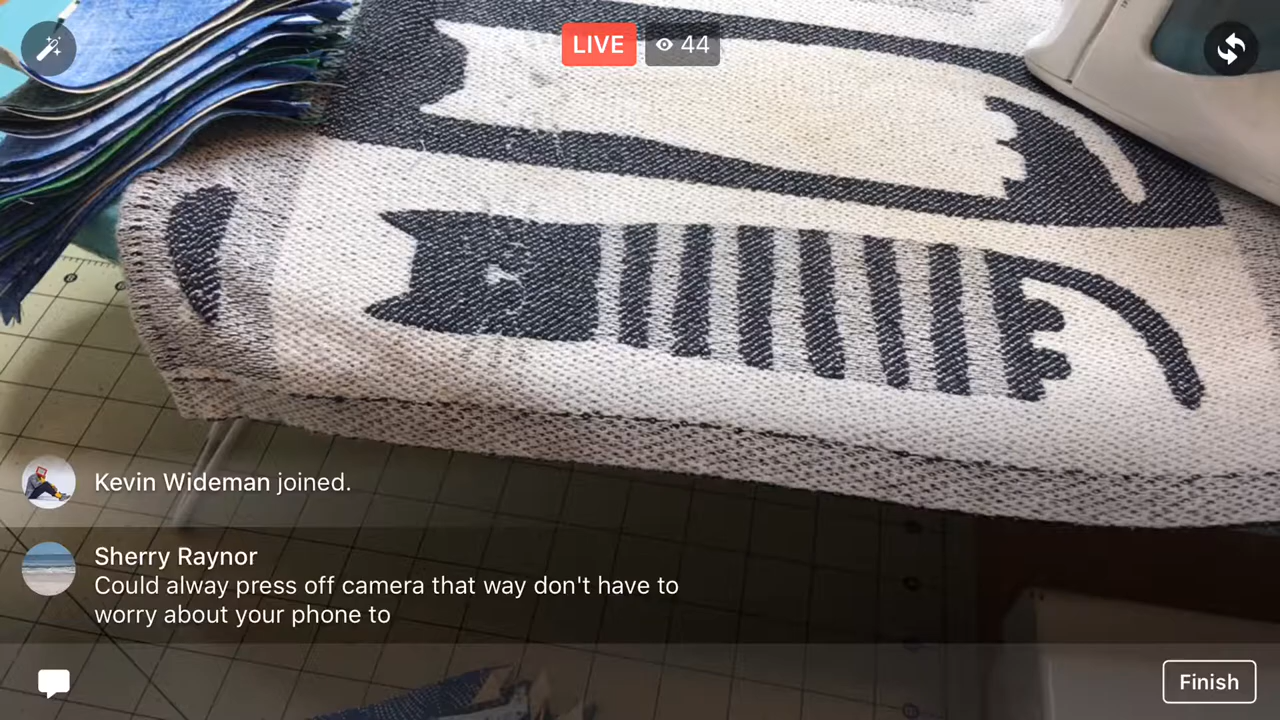 LIVE
44
Kevin Wideman joined.
Sherry Raynor
Could alway press off camera that way don't have to
worry about your phone to
Finish